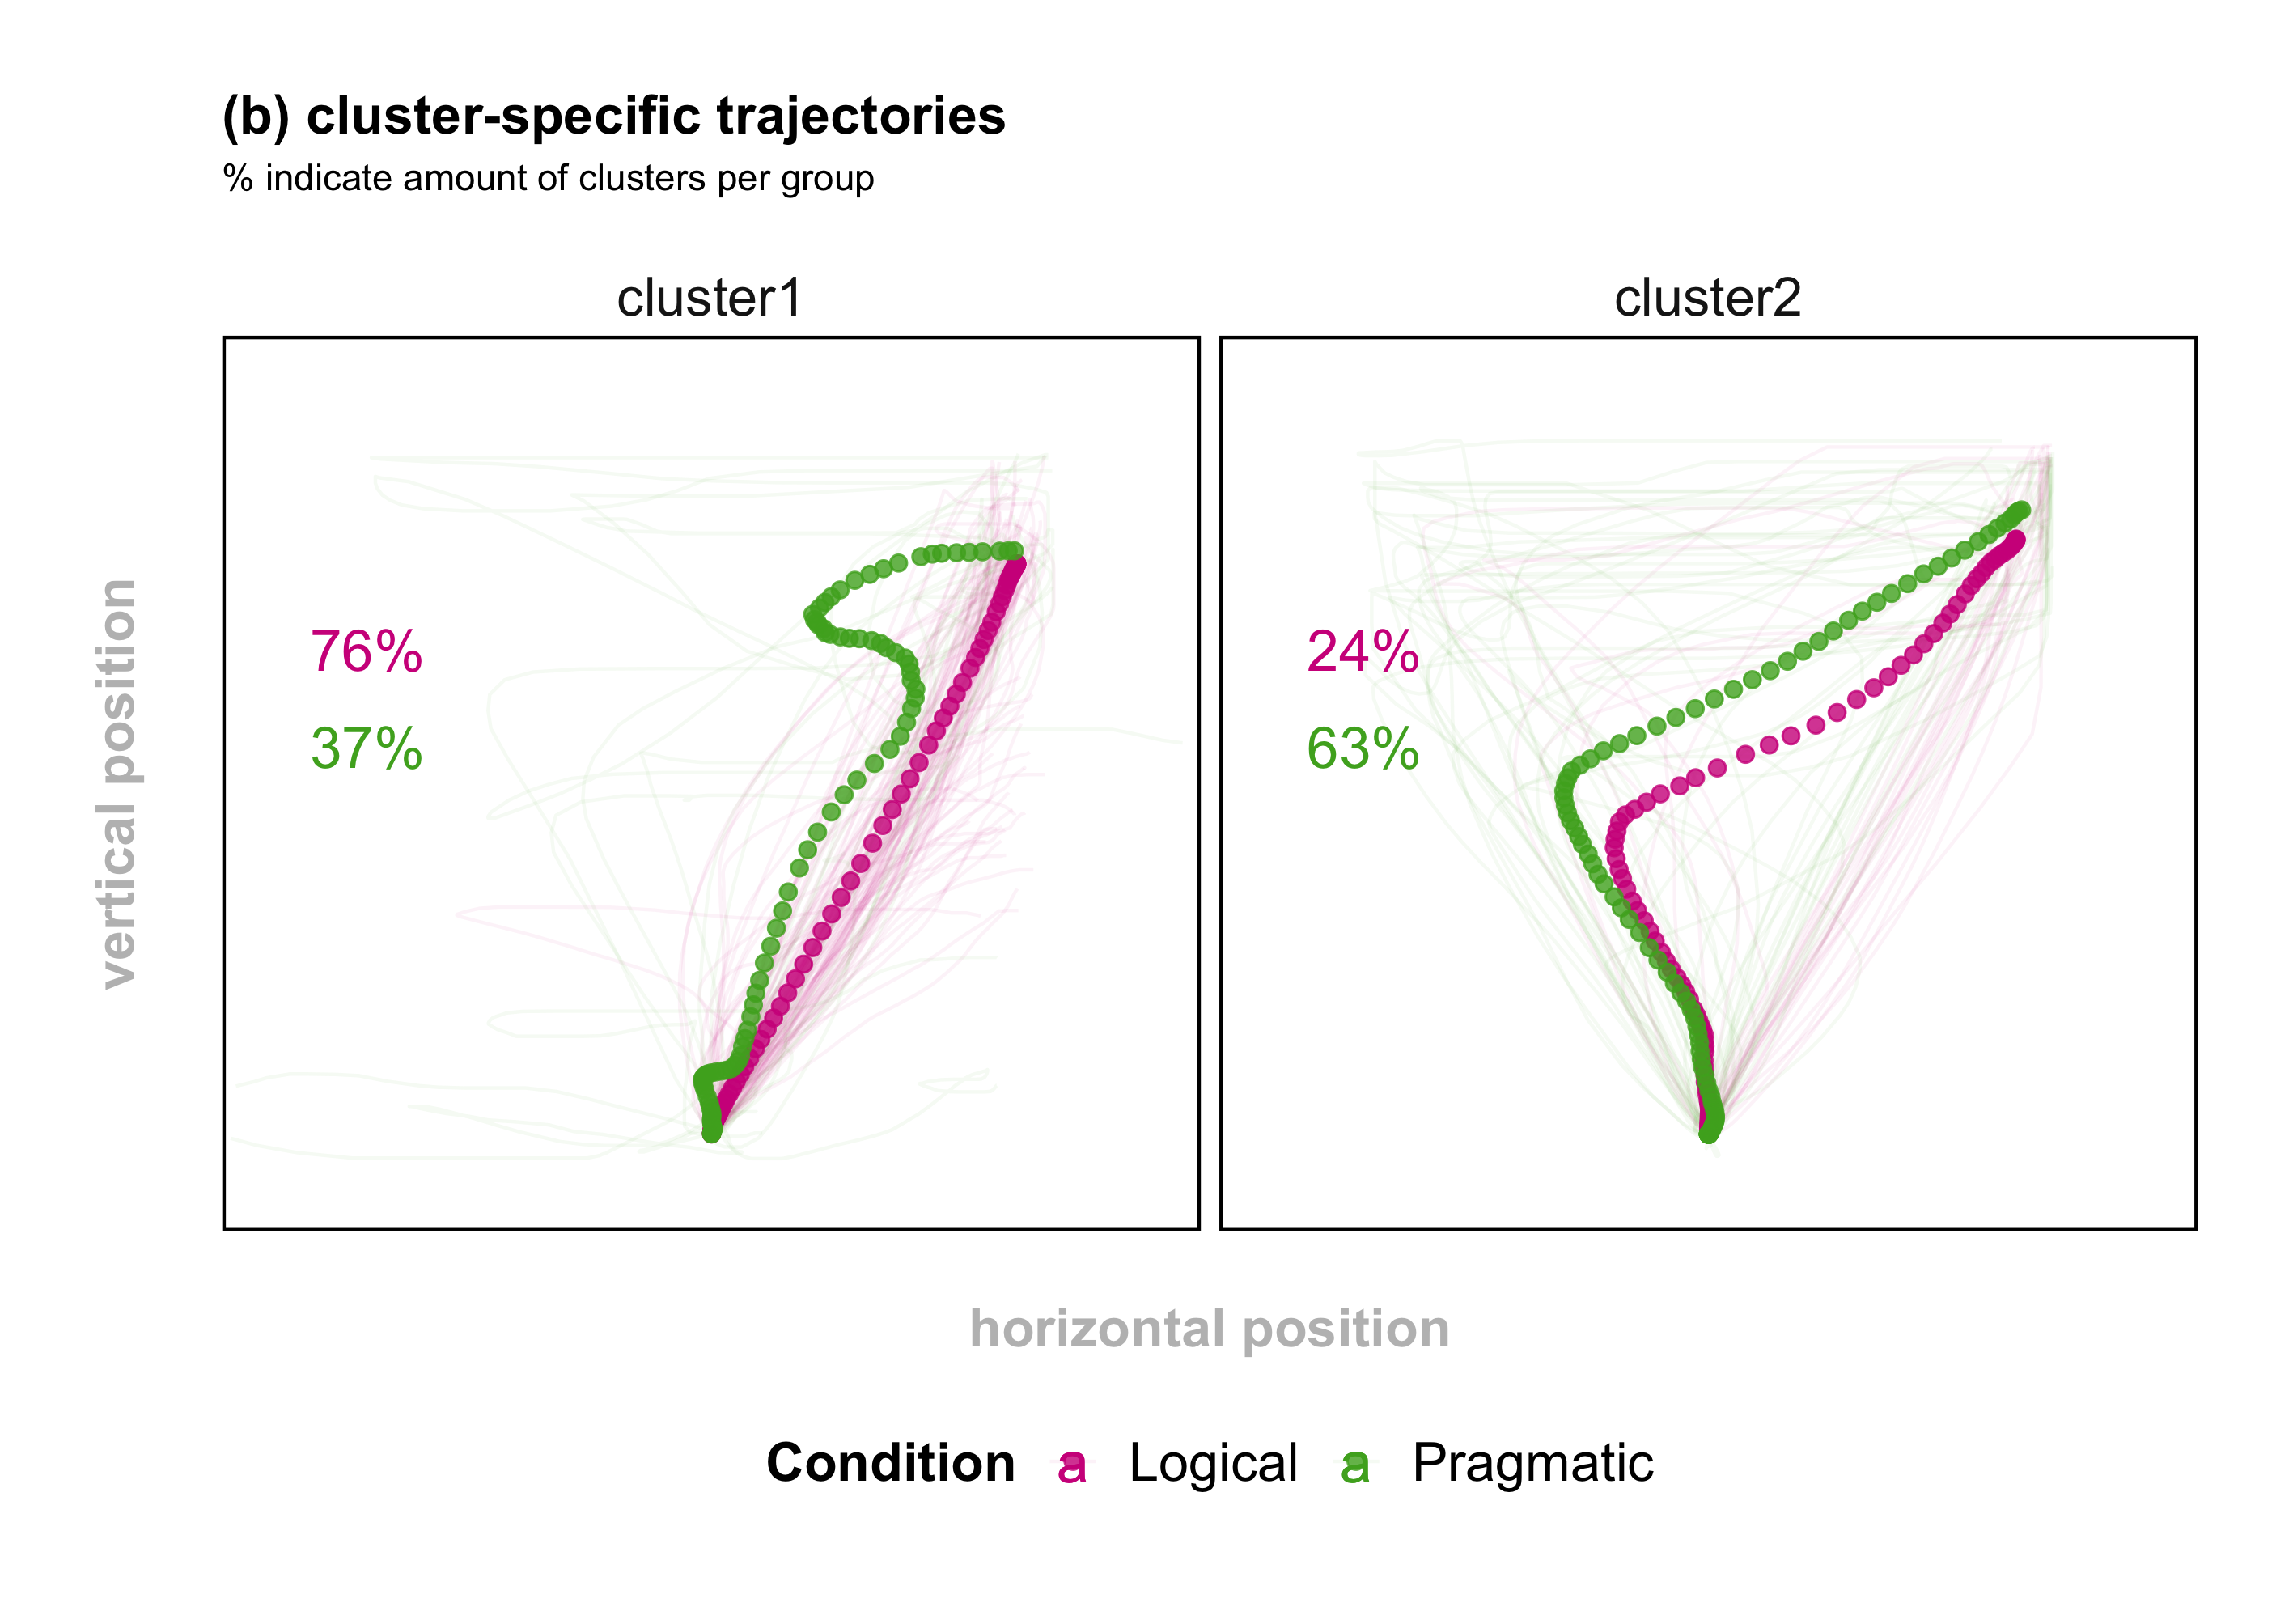 (b) cluster-specific trajectories
% indicate amount of clusters per group
cluster1
cluster2
vertical position
76%
37%
24%
63%
horizontal position
Condition a Logical a Pragmatic